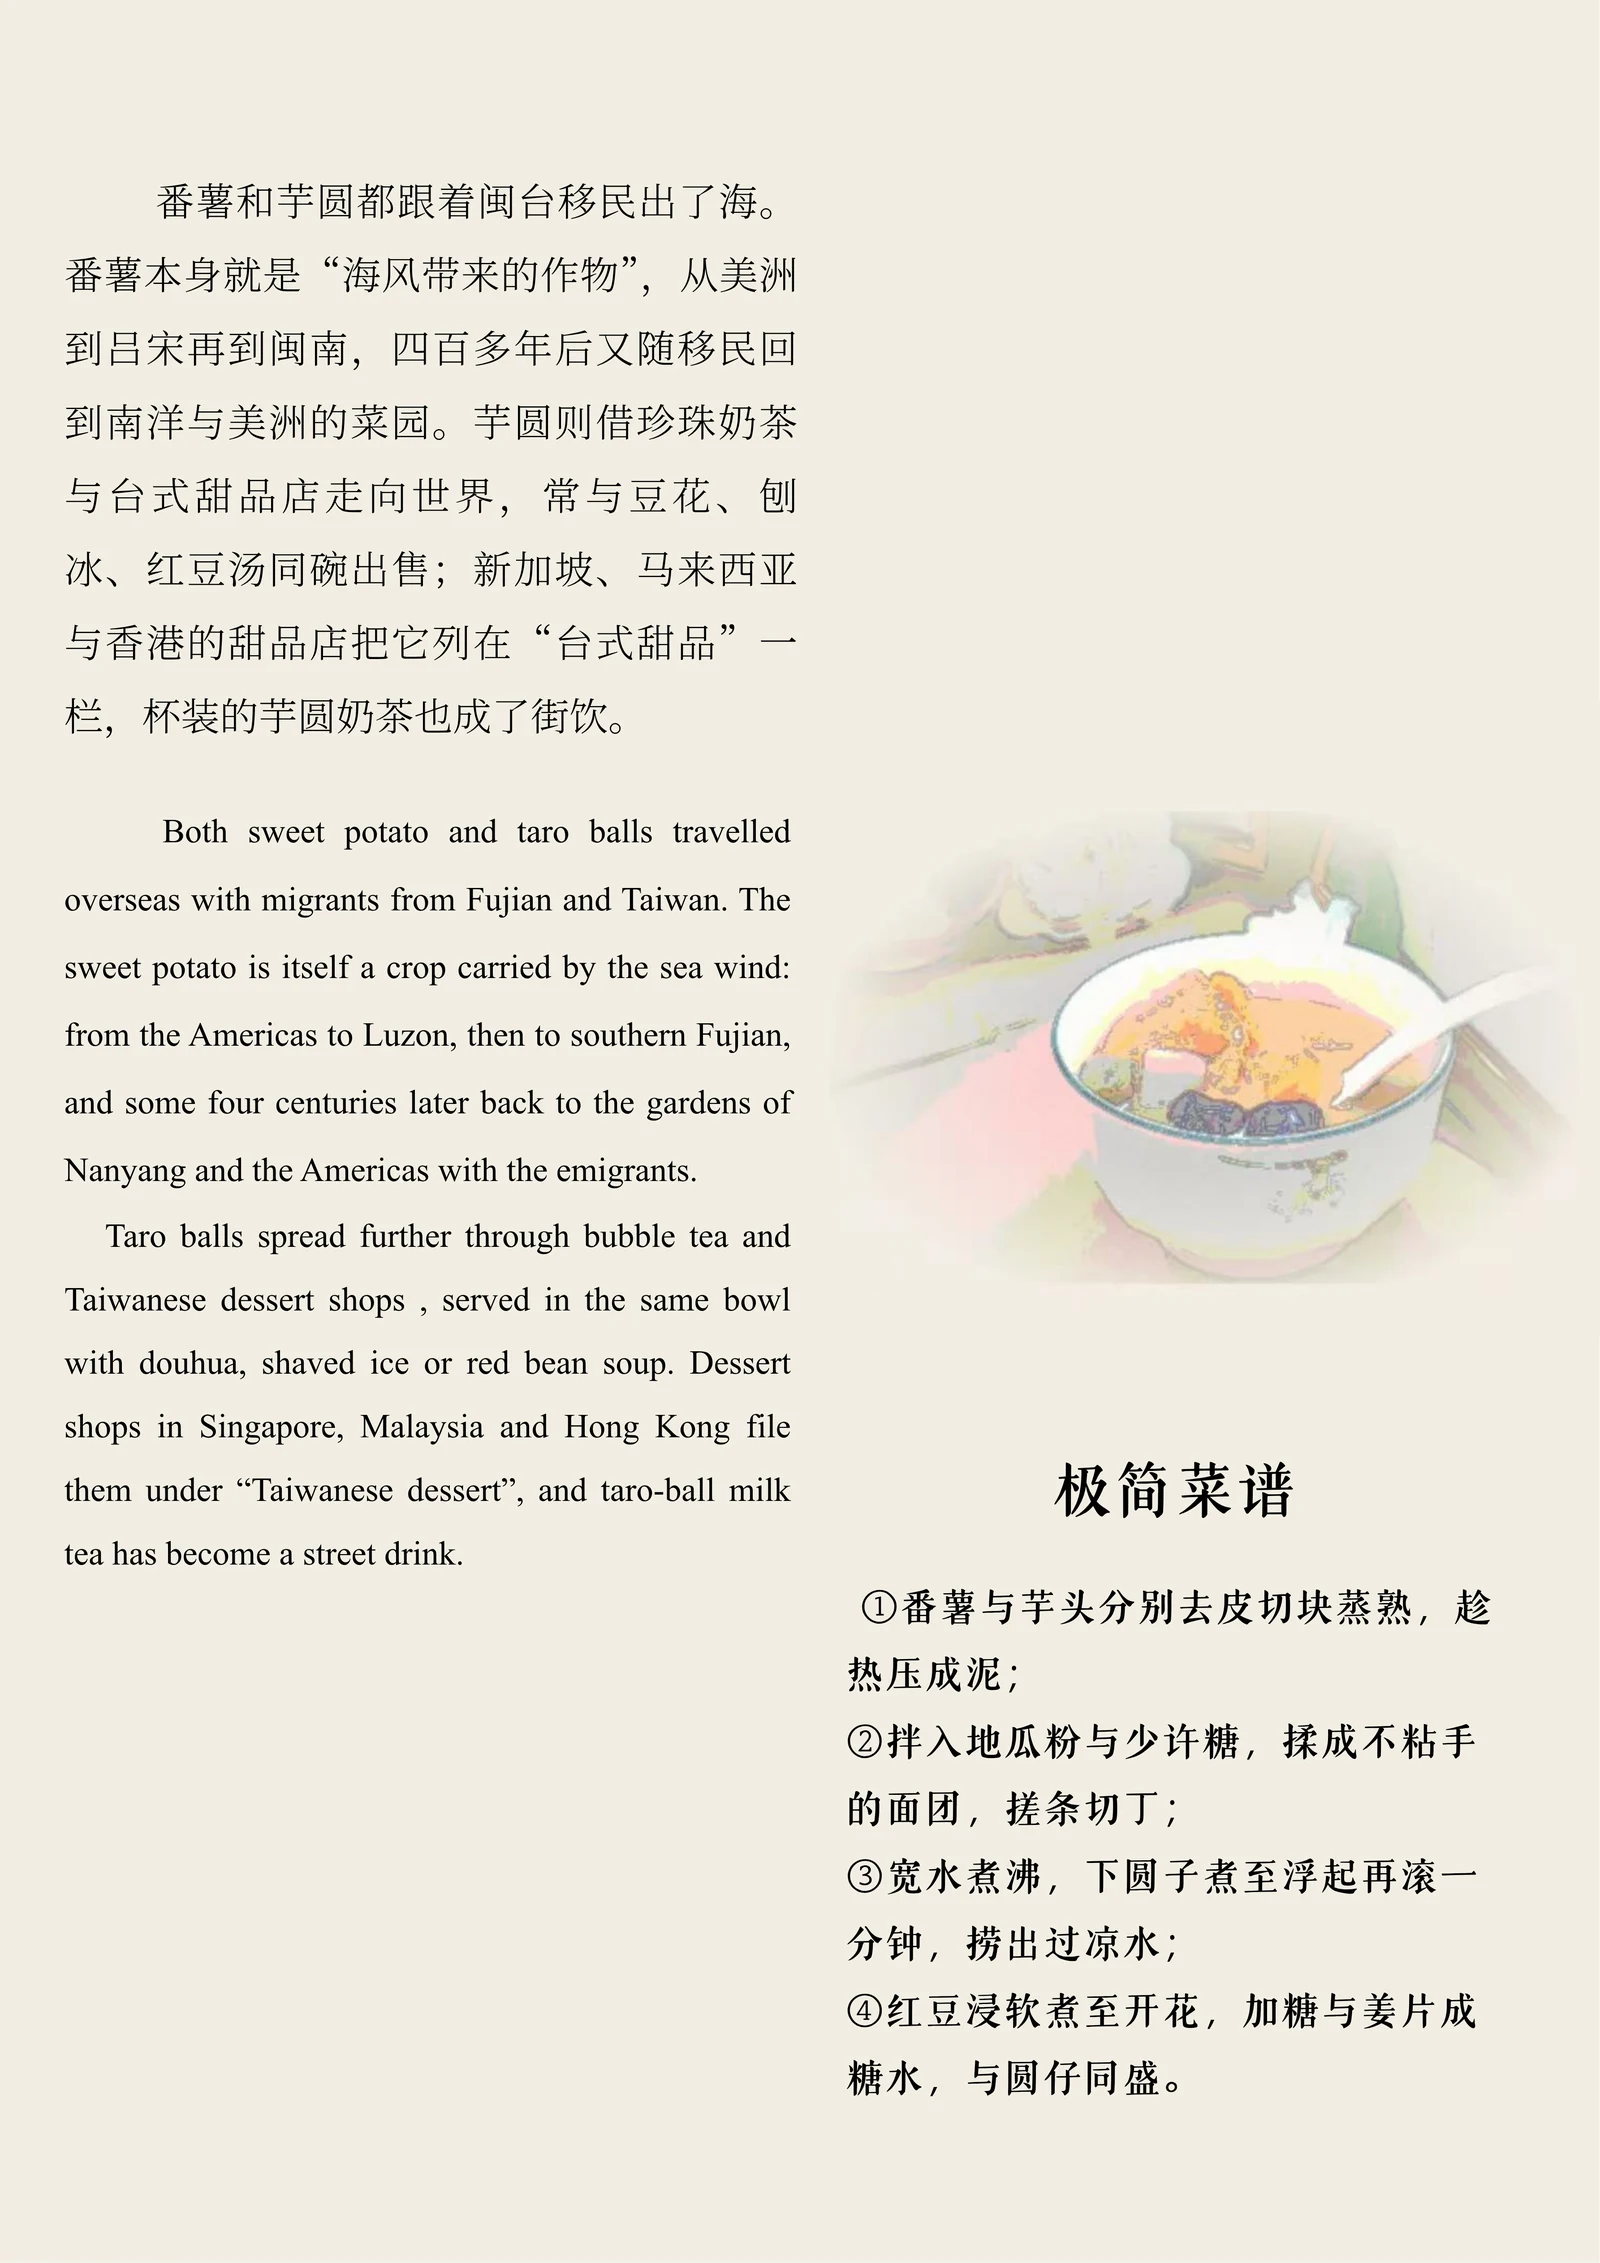 番薯和芋圆都跟着闽台移民出了海。
番薯本身就是“海风带来的作物”，从美洲
到吕宋再到闽南，四百多年后又随移民回
到南洋与美洲的菜园。芋圆则借珍珠奶茶
与台式甜品店走向世界，常与豆花、刨
冰、红豆汤同碗出售；新加坡、马来西亚
与香港的甜品店把它列在“台式甜品”一
栏，杯装的芋圆奶茶也成了街饮。
Both sweet potato and taro balls travelled
overseas with migrants from Fujian and Taiwan. The
sweet potato is itself a crop carried by the sea wind:
from the Americas to Luzon, then to southern Fujian,
and some four centuries later back to the gardens of
Nanyang and the Americas with the emigrants.
Taro balls spread further through bubble tea and
Taiwanese dessert shops , served in the same bowl
with douhua, shaved ice or red bean soup. Dessert
shops in Singapore, Malaysia and Hong Kong file
them under “Taiwanese dessert”, and taro-ball milk
tea has become a street drink.
极简菜谱
①番薯与芋头分别去皮切块蒸熟，趁
热压成泥；
②拌入地瓜粉与少许糖，揉成不粘手
的面团，搓条切丁；
③宽水煮沸，下圆子煮至浮起再滚一
分钟，捞出过凉水；
④红豆浸软煮至开花，加糖与姜片成
糖水，与圆仔同盛。